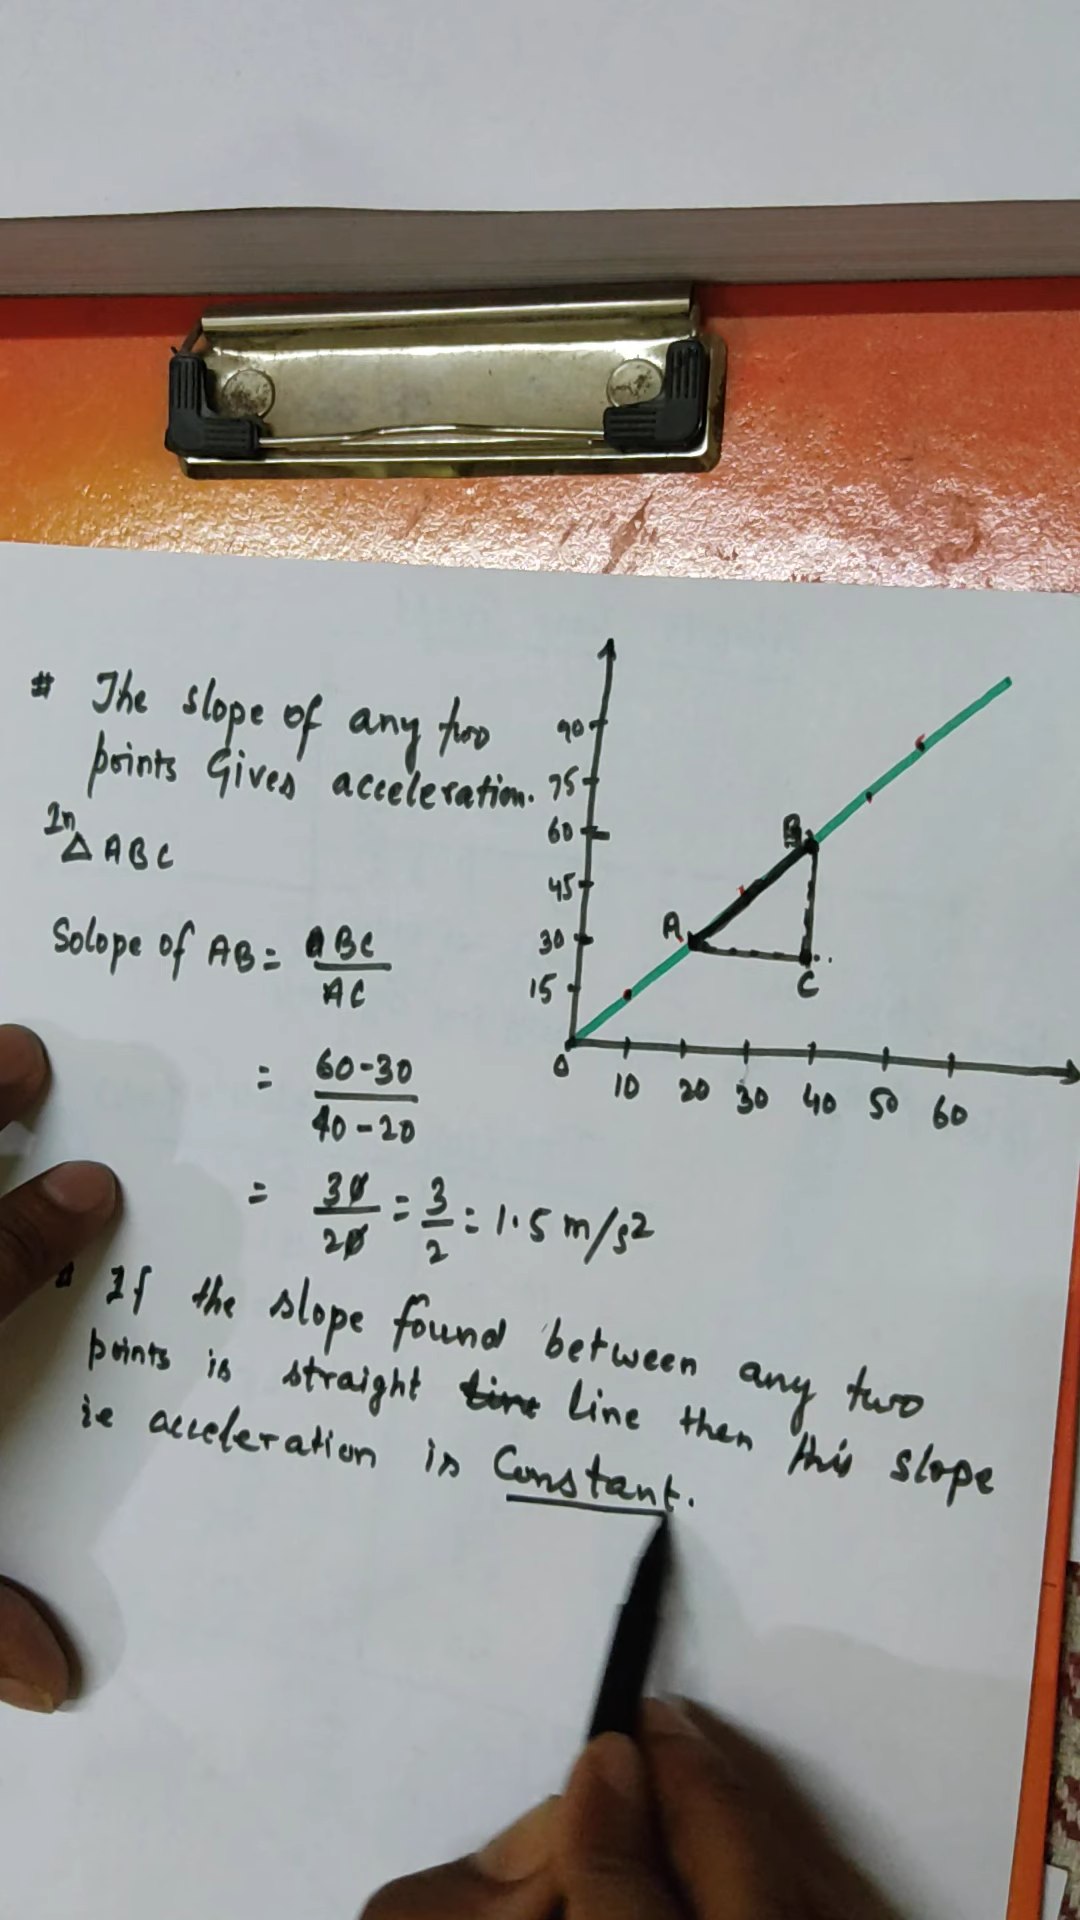 # The slope of any two
points Gives acceleration.
In
△ ABC
Solope of AB = BC
AC
= 60-30
40-20
= 30
20
= 3
2
= 1.5 m/s²
# If the slope found between any two
points is straight line Line then this slope
ie acceleration is Constant.
90
75
60
45
30
15
0
10 20 30 40 50 60
A
B
C